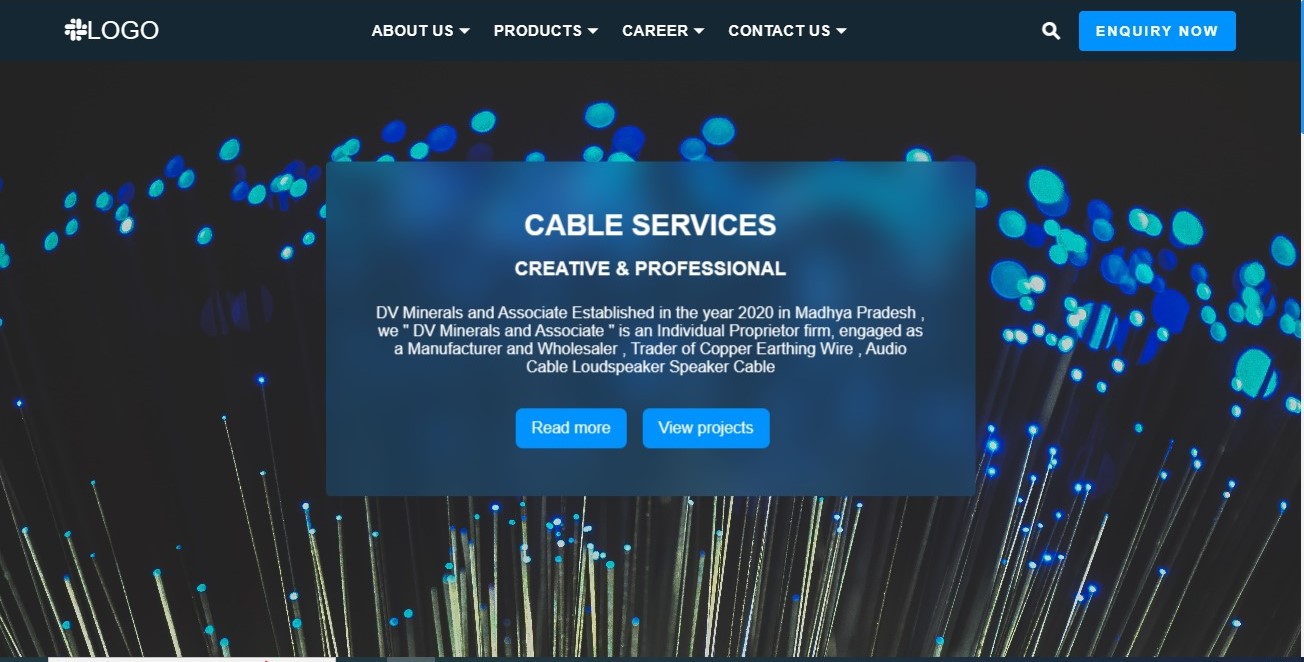 LOGO
ABOUT US
PRODUCTS
CAREER
CONTACT US
ENQUIRY NOW
CABLE SERVICES
CREATIVE & PROFESSIONAL
DV Minerals and Associate Established in the year 2020 in Madhya Pradesh ,
we " DV Minerals and Associate " is an Individual Proprietor firm, engaged as
a Manufacturer and Wholesaler , Trader of Copper Earthing Wire , Audio
Cable Loudspeaker Speaker Cable
Read more
View projects